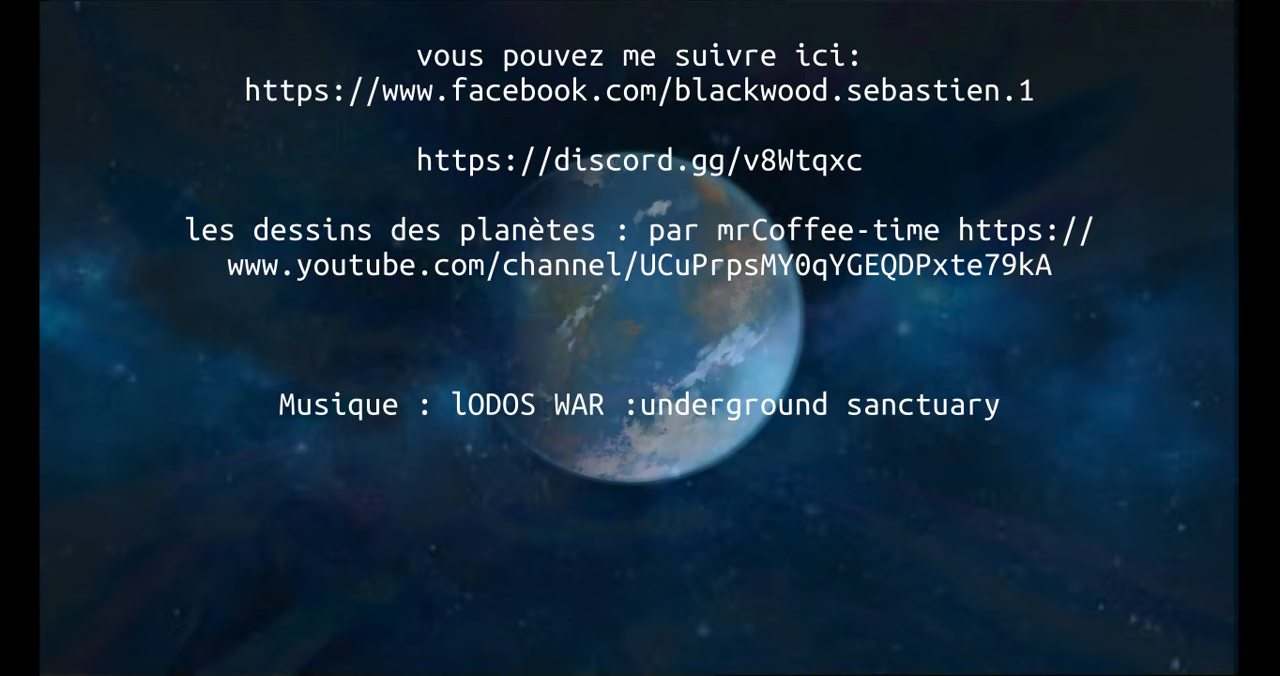 vous pouvez me suivre ici:
https://www.facebook.com/blackwood.sebastien.1
https://discord.gg/v8Wtqxc
les dessins des planètes : par mrCoffee-time https://
www.youtube.com/channel/UCuPrpsMY0qYGEQDPxte79kA
Musique : lODOS WAR :underground sanctuary